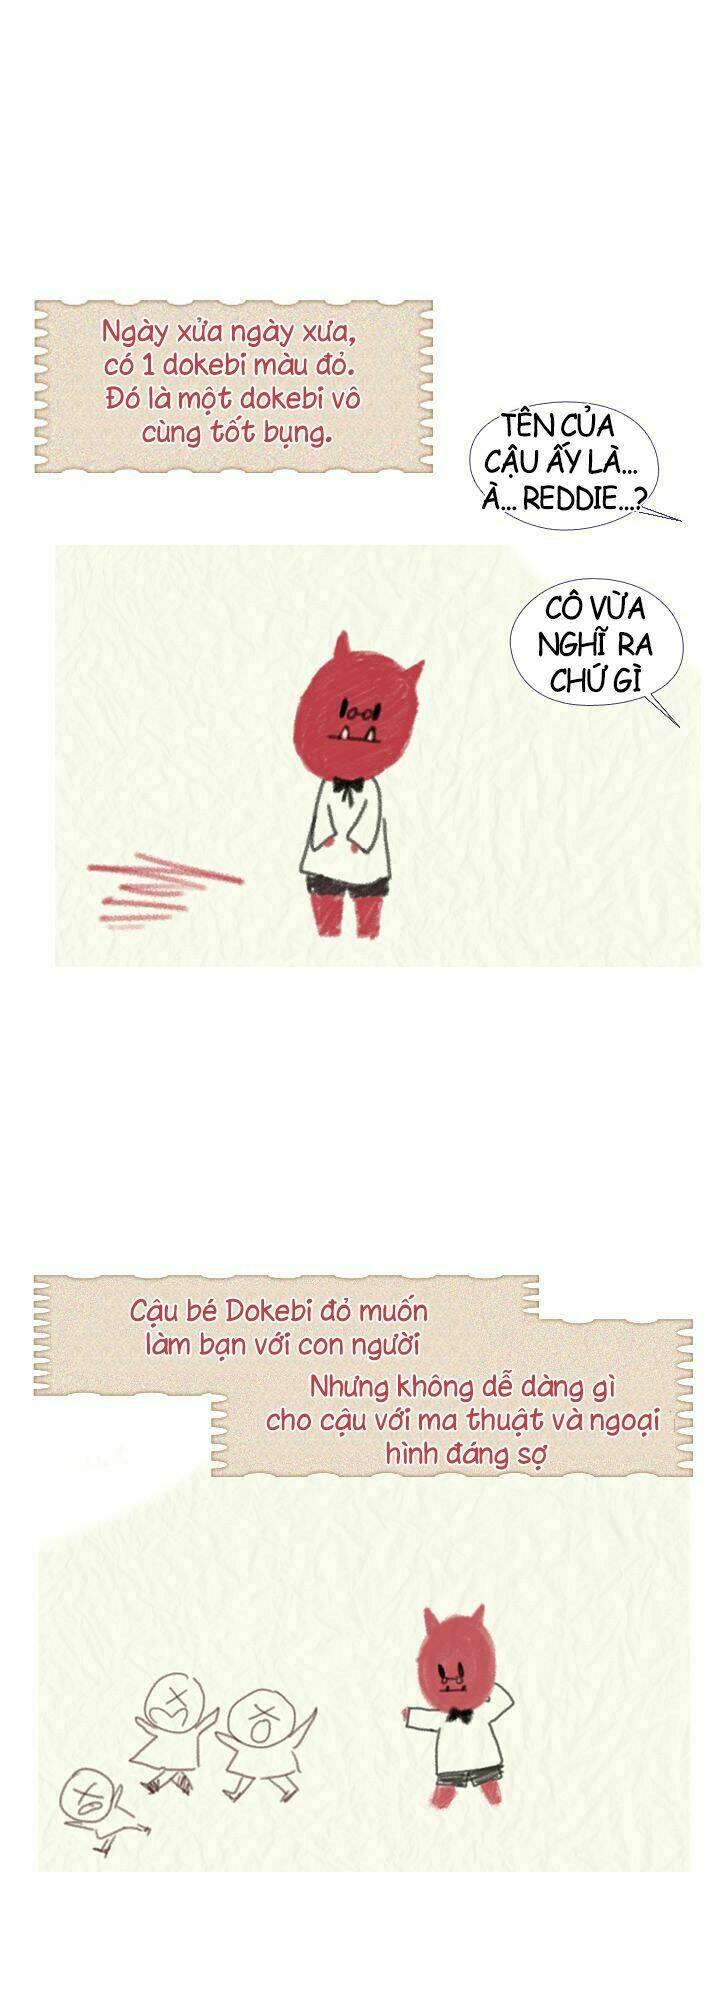 Ngày xửa ngày xưa,
có 1 dokebi màu đỏ.
Đó là một dokebi vô
cùng tốt bụng.
TÊN CỦA
CẬU ẤY LÀ...
À... REDDIE...?
CÔ VỪA
NGHĨ RA
CHỨ GÌ
Cậu bé Dokebi đỏ muốn
làm bạn với con người
Nhưng không dễ dàng gì
cho cậu với ma thuật và ngoại
hình đáng sợ